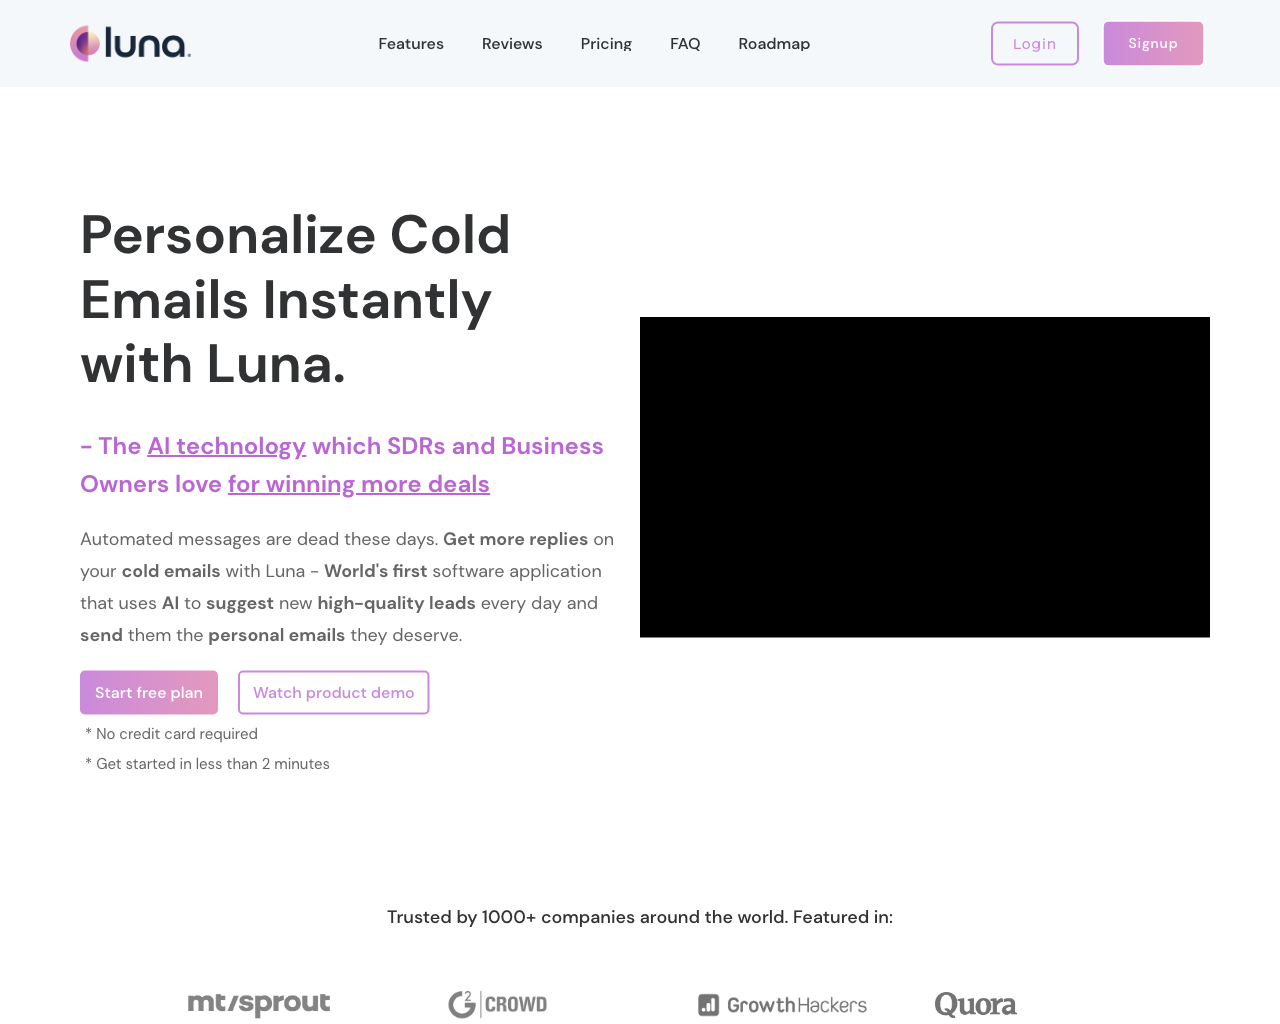 luna.
Features Reviews Pricing FAQ Roadmap Login Signup
Personalize Cold
Emails Instantly
with Luna.
- The AI technology which SDRs and Business
Owners love for winning more deals
Automated messages are dead these days. Get more replies on
your cold emails with Luna - World's first software application
that uses AI to suggest new high-quality leads every day and
send them the personal emails they deserve.
Start free plan Watch product demo
* No credit card required
* Get started in less than 2 minutes
Trusted by 1000+ companies around the world. Featured in:
mt/sprout G2 | CROWD GrowthHackers Quora